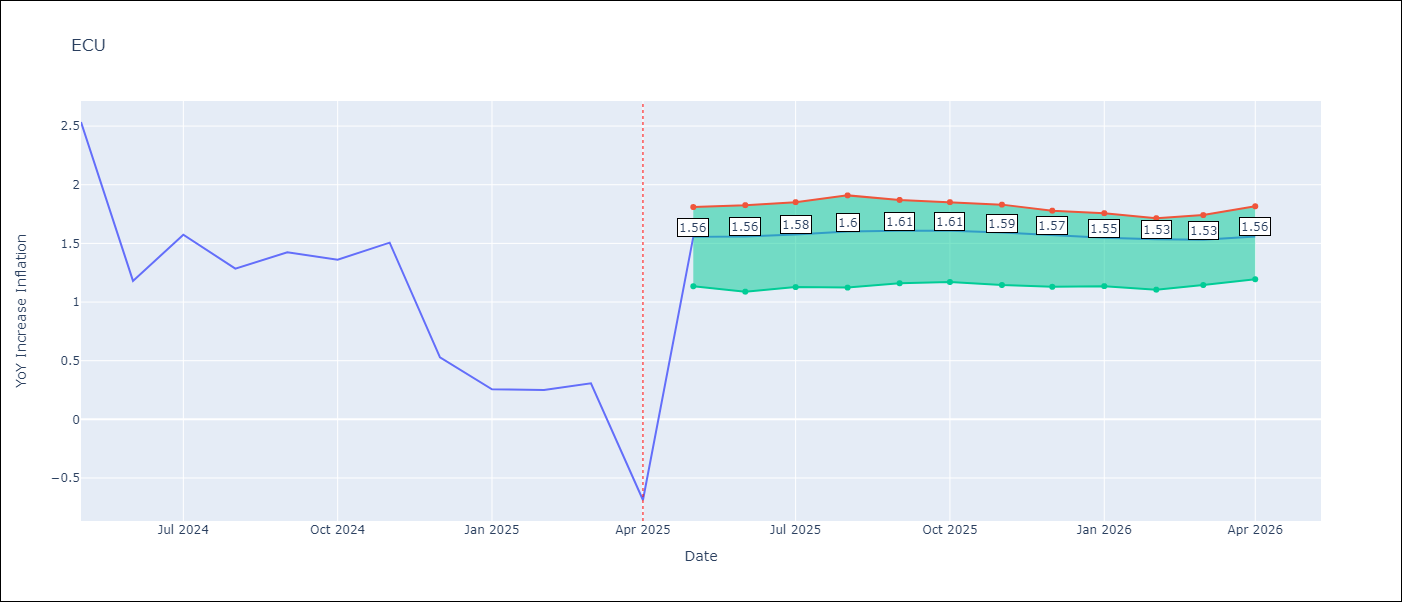 ECU
YoY Increase Inflation
2.5
2
1.5
1
0.5
0
−0.5
1.56
1.56
1.58
1.6
1.61
1.61
1.59
1.57
1.55
1.53
1.53
1.56
Jul 2024
Oct 2024
Jan 2025
Apr 2025
Jul 2025
Oct 2025
Jan 2026
Apr 2026
Date